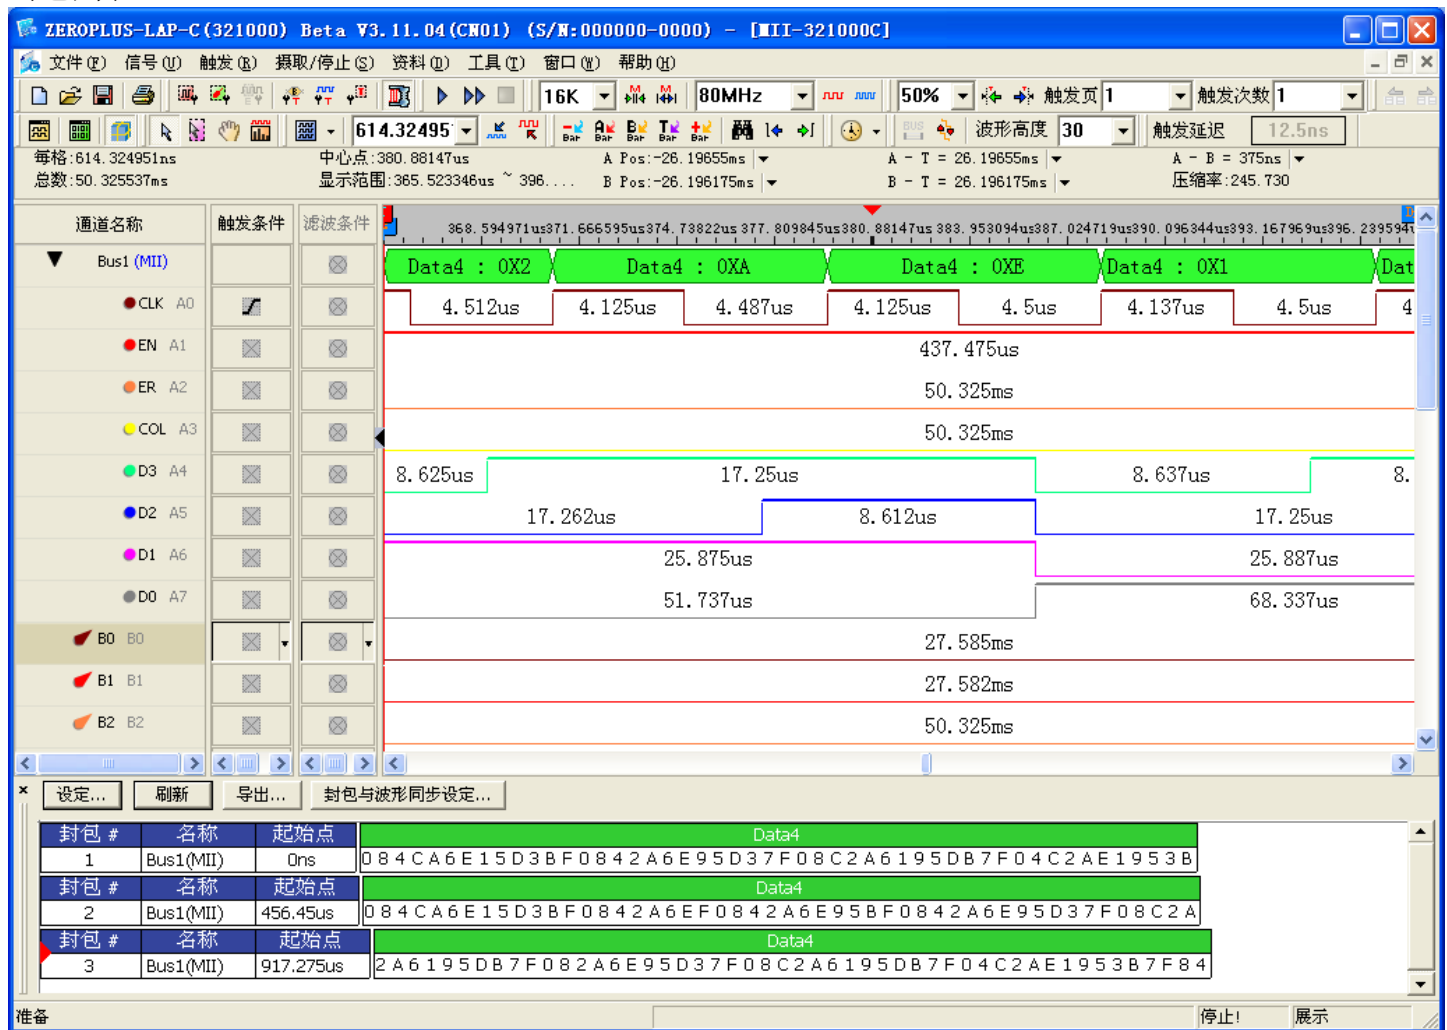 ZEROPLUS-LAP-C(321000) Beta V3.11.04(CN01) (S/N:000000-0000) - [MII-321000C]
文件(F) 信号(U) 触发(R) 摄取/停止(S) 资料(D) 工具(T) 窗口(W) 帮助(H)
16K 80MHz 50% 触发页 1 触发次数 1
614.32495 Bar Bar Bar Bar Bar BUS 波形高度 30 触发延迟 12.5ns
每格:614.324951ns 中心点:380.88147us A Pos:-26.19655ms A - T = 26.19655ms A - B = 375ns
总数:50.325537ms 显示范围:365.523346us ~ 396.... B Pos:-26.196175ms B - T = 26.196175ms 压缩率:245.730
通道名称 触发条件 滤波条件 368.594971us 371.666595us 374.73822us 377.809845us 380.88147us 383.953094us 387.024719us 390.096344us 393.167969us 396.239594
Bus1 (MII) Data4 : 0X2 Data4 : 0XA Data4 : 0XE Data4 : 0X1 Dat
CLK A0 4.512us 4.125us 4.487us 4.125us 4.5us 4.137us 4.5us 4
EN A1 437.475us
ER A2 50.325ms
COL A3 50.325ms
D3 A4 8.625us 17.25us 8.637us 8.
D2 A5 17.262us 8.612us 17.25us
D1 A6 25.875us 25.887us
D0 A7 51.737us 68.337us
B0 B0 27.585ms
B1 B1 27.582ms
B2 B2 50.325ms
设定... 刷新 导出... 封包与波形同步设定...
封包 # 名称 起始点 Data4
1 Bus1(MII) 0ns 0 8 4 C A 6 E 1 5 D 3 B F 0 8 4 2 A 6 E 9 5 D 3 7 F 0 8 C 2 A 6 1 9 5 D B 7 F 0 4 C 2 A E 1 9 5 3 B
封包 # 名称 起始点 Data4
2 Bus1(MII) 456.45us 0 8 4 C A 6 E 1 5 D 3 B F 0 8 4 2 A 6 E F 0 8 4 2 A 6 E 9 5 B F 0 8 4 2 A 6 E 9 5 D 3 7 F 0 8 C 2 A
封包 # 名称 起始点 Data4
3 Bus1(MII) 917.275us 2 A 6 1 9 5 D B 7 F 0 8 2 A 6 E 9 5 D 3 7 F 0 8 C 2 A 6 1 9 5 D B 7 F 0 4 C 2 A E 1 9 5 3 B 7 F 8 4
准备 停止! 展示